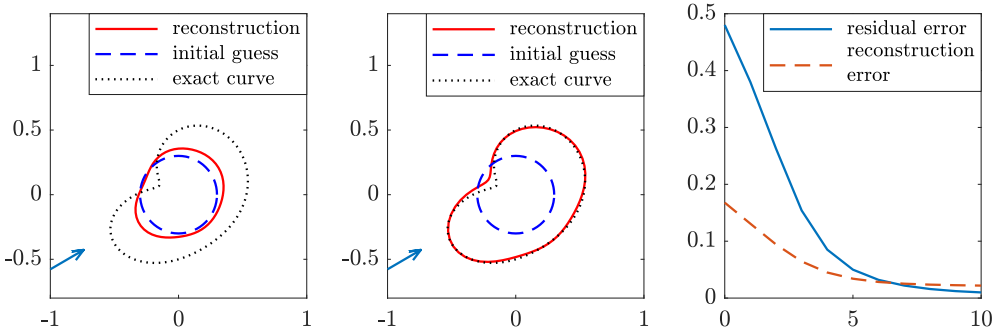 reconstruction
initial guess
exact curve
1
0.5
0
-0.5
-1
0
1
reconstruction
initial guess
exact curve
1
0.5
0
-0.5
-1
0
1
residual error
reconstruction
error
0.5
0.4
0.3
0.2
0.1
0
0
5
10